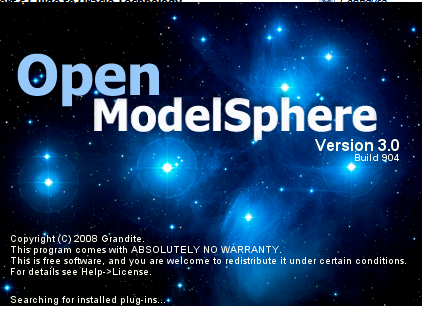 Open
ModelSphere
Version 3.0
Build 904
Copyright (C) 2008 Grandite.
This program comes with ABSOLUTELY NO WARRANTY.
This is free software, and you are welcome to redistribute it under certain conditions.
For details see Help->License.
Searching for installed plug-ins...